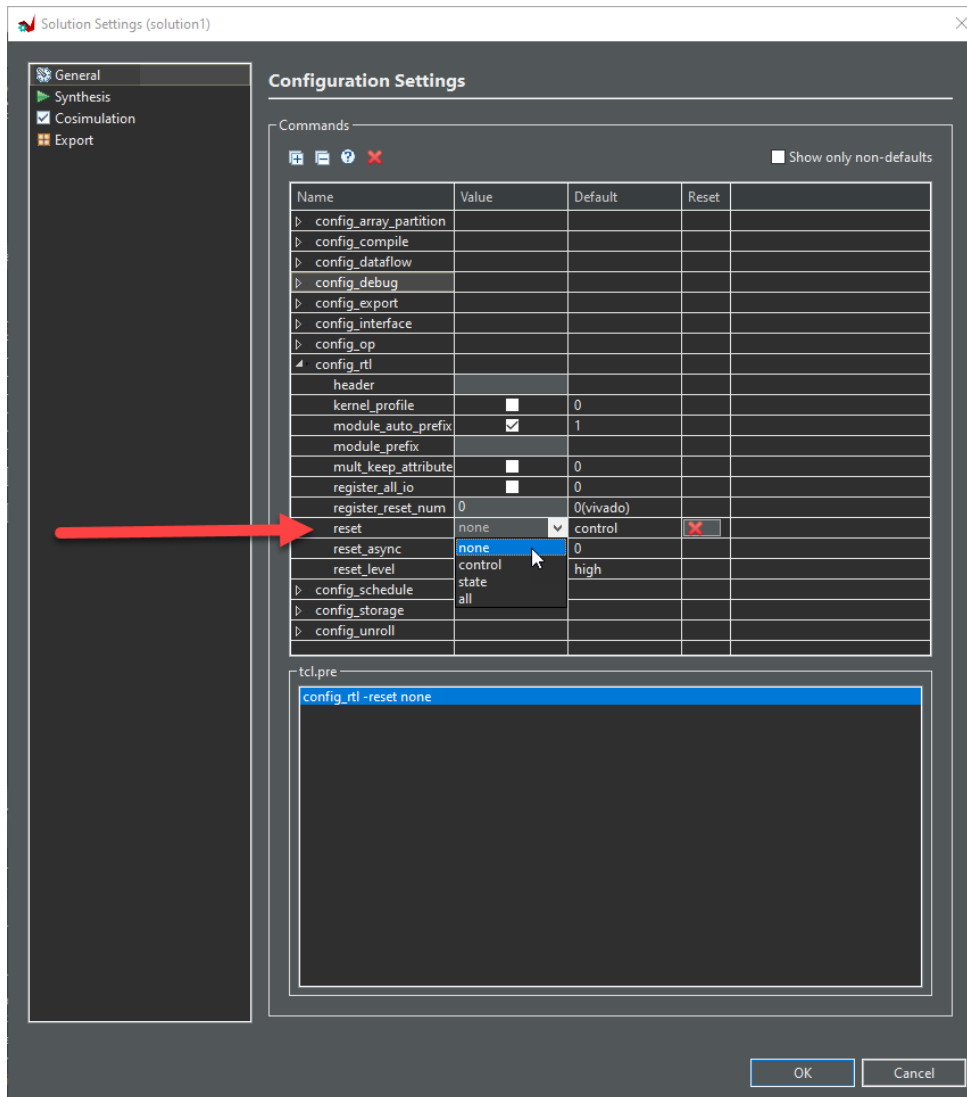 Solution Settings (solution1)
General
Synthesis
Cosimulation
Export
Configuration Settings
Commands
Show only non-defaults
Name Value Default Reset
config_array_partition
config_compile
config_dataflow
config_debug
config_export
config_interface
config_op
config_rtl
header
kernel_profile 0
module_auto_prefix 1
module_prefix
mult_keep_attribute 0
register_all_io 0
register_reset_num 0 0(vivado)
reset none control
reset_async none 0
control
reset_level high
state
all
config_schedule
config_storage
config_unroll
tcl.pre
config_rtl -reset none
OK Cancel